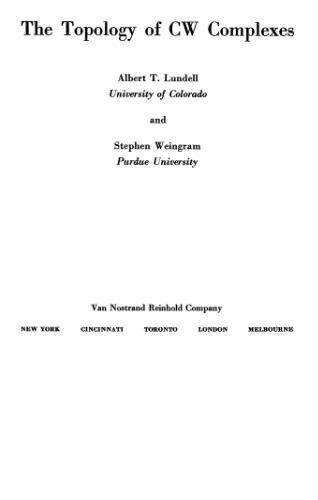 The Topology of CW Complexes
Albert T. Lundell
University of Colorado
and
Stephen Weingram
Purdue University
Van Nostrand Reinhold Company
NEW YORK CINCINNATI TORONTO LONDON MELBOURNE